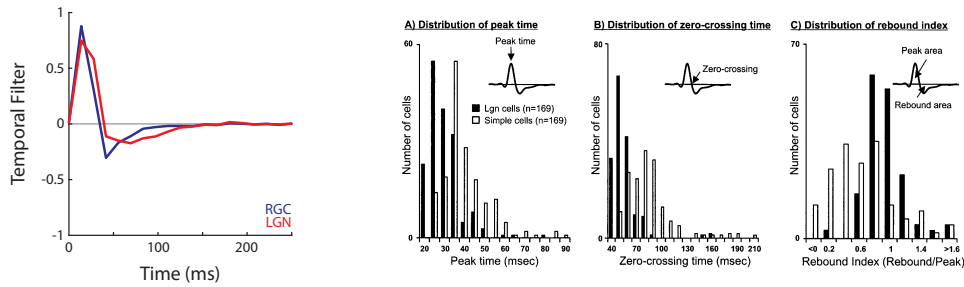 1
0.5
0
-0.5
-1
Temporal Filter
RGC
LGN
0 100 200
Time (ms)
A) Distribution of peak time
60
0
Number of cells
Peak time
Lgn cells (n=169)
Simple cells (n=169)
20 30 40 50 60 70 80 90
Peak time (msec)
B) Distribution of zero-crossing time
80
0
Number of cells
Zero-crossing
40 60 80 100 130 160 190 210
Zero-crossing time (msec)
C) Distribution of rebound index
70
0
Number of cells
Peak area
Rebound area
<0 0.2 0.6 1 1.4 >1.6
Rebound Index (Rebound/Peak)